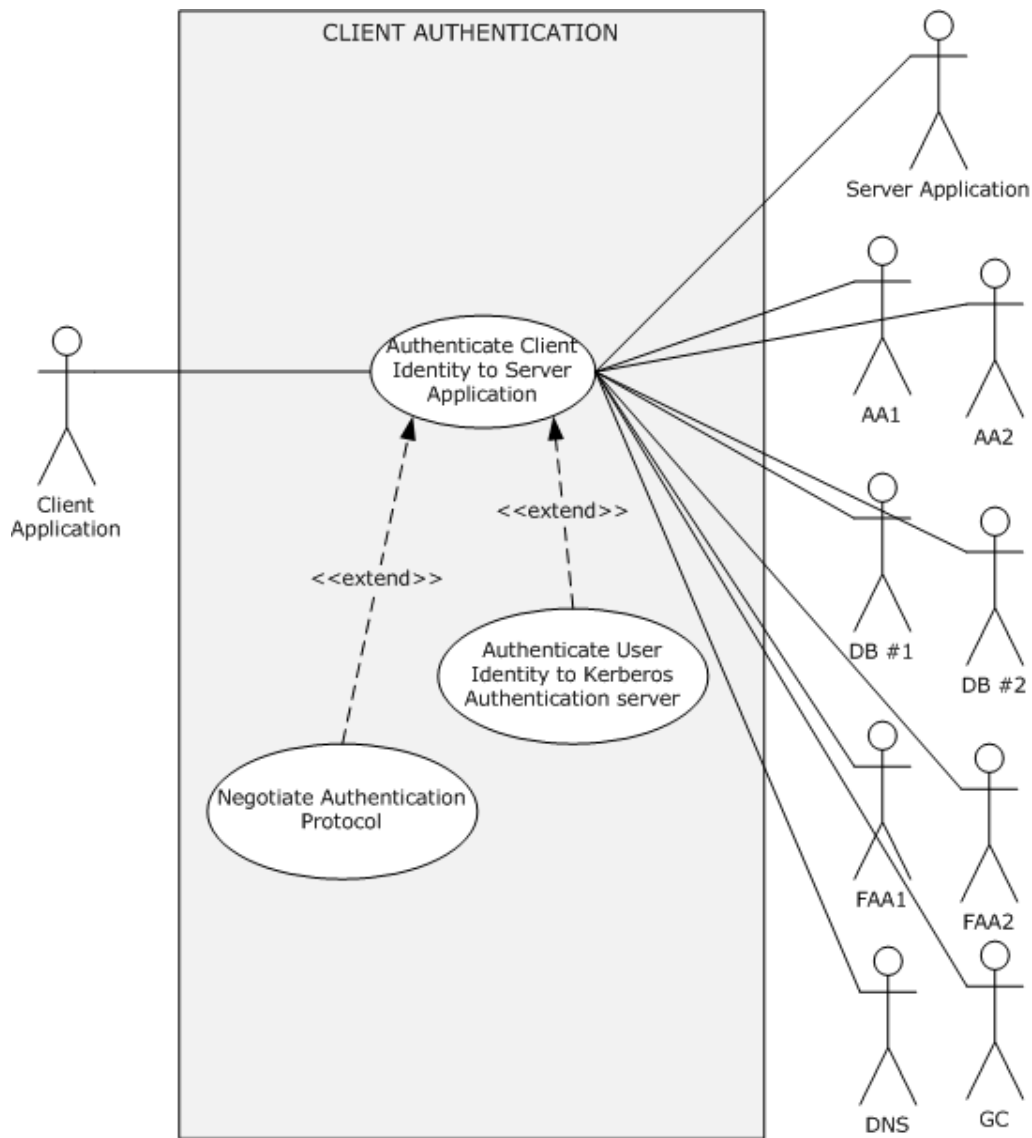 CLIENT AUTHENTICATION
Server Application
Authenticate Client
Identity to Server
Application
AA1
AA2
Client
Application
<<extend>>
<<extend>>
DB #1
DB #2
Authenticate User
Identity to Kerberos
Authentication server
Negotiate Authentication
Protocol
FAA1
FAA2
DNS
GC